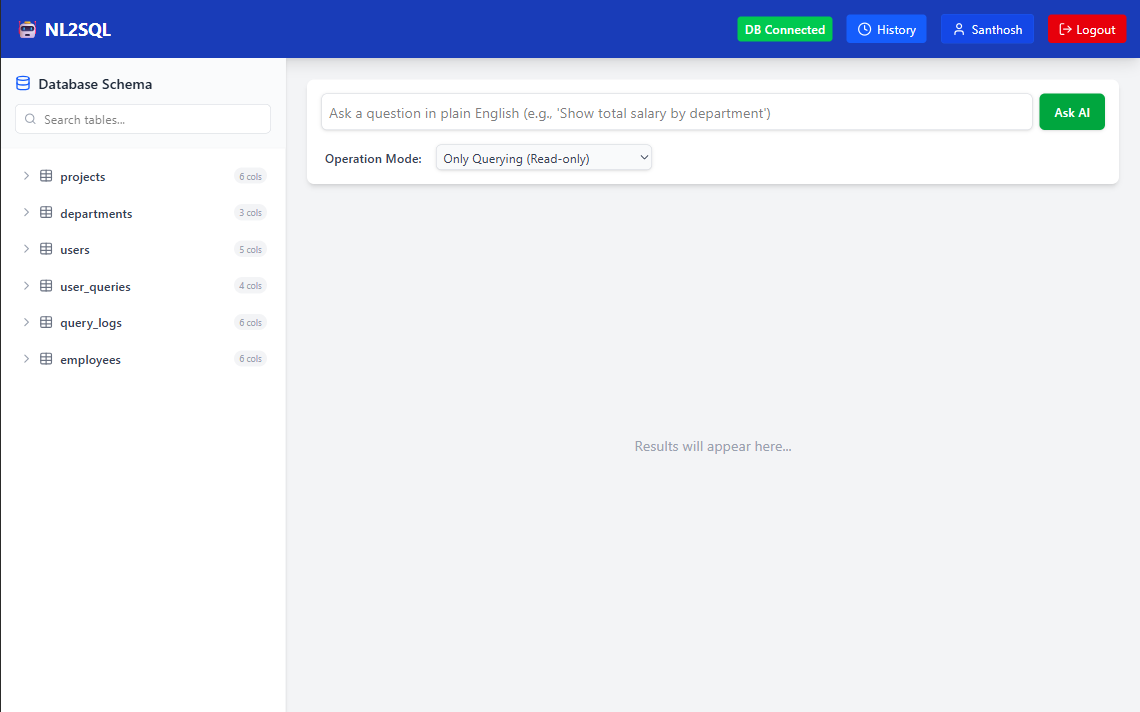 NL2SQL
DB Connected
History
Santhosh
Logout
Database Schema
Search tables...
projects 6 cols
departments 3 cols
users 5 cols
user_queries 4 cols
query_logs 6 cols
employees 6 cols
Ask a question in plain English (e.g., 'Show total salary by department')
Ask AI
Operation Mode: Only Querying (Read-only)
Results will appear here...